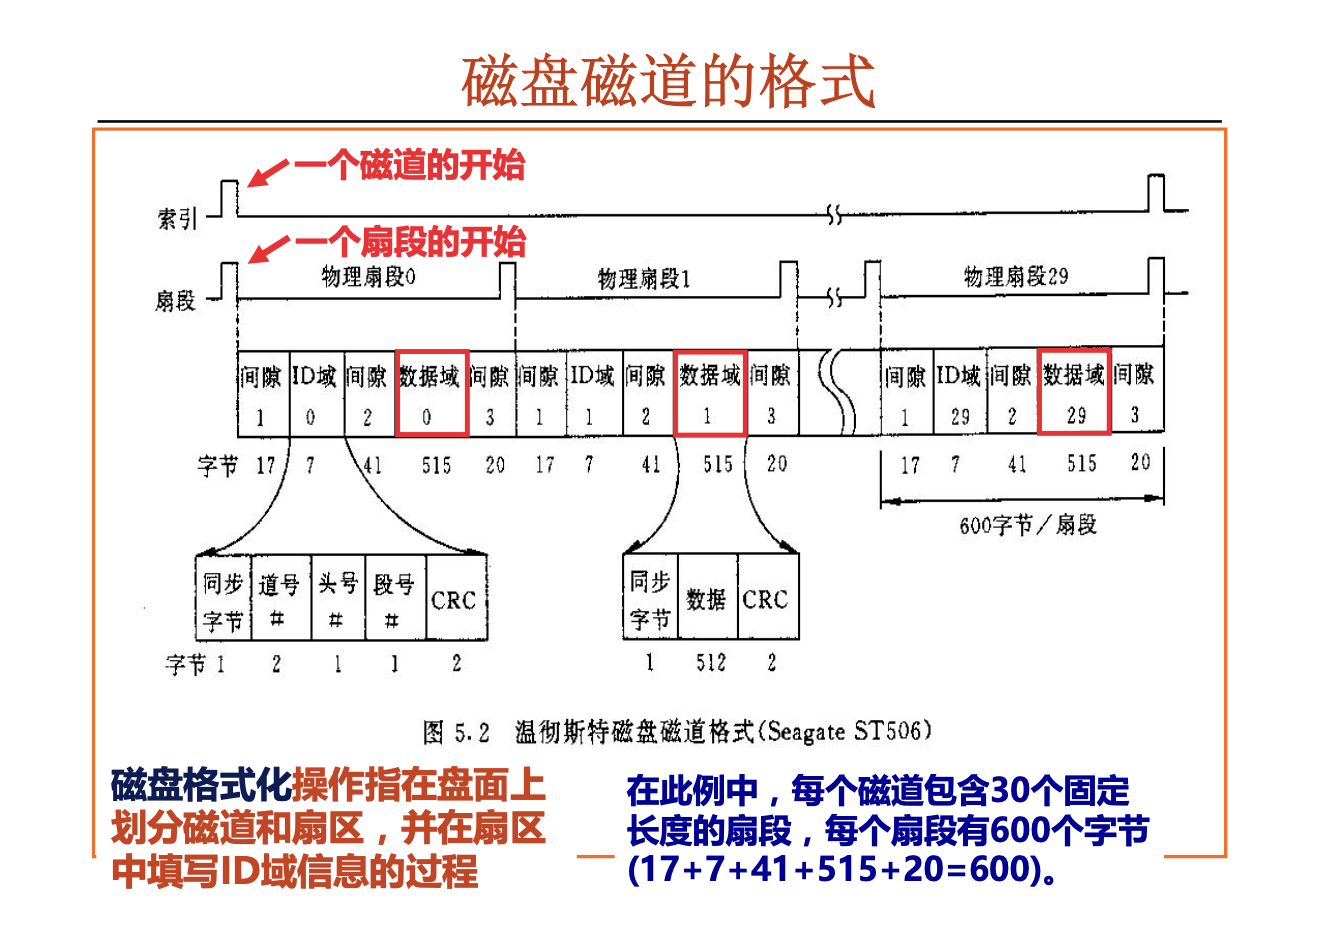 磁盘磁道的格式
一个磁道的开始
索引
一个扇段的开始
物理扇段0 物理扇段1 物理扇段29
扇段
间隙 ID域 间隙 数据域 间隙 间隙 ID域 间隙 数据域 间隙 间隙 ID域 间隙 数据域 间隙
1 0 2 0 3 1 1 2 1 3 1 29 2 29 3
字节 17 7 41 515 20 17 7 41 515 20 17 7 41 515 20
600字节/扇段
同步 道号 头号 段号 CRC 同步 数据 CRC
字节 # # # 字节
字节 1 2 1 1 2 1 512 2
图 5.2 温彻斯特磁盘磁道格式(Seagate ST506)
磁盘格式化操作指在盘面上
划分磁道和扇区，并在扇区
中填写ID域信息的过程
在此例中，每个磁道包含30个固定
长度的扇段，每个扇段有600个字节
(17+7+41+515+20=600)。